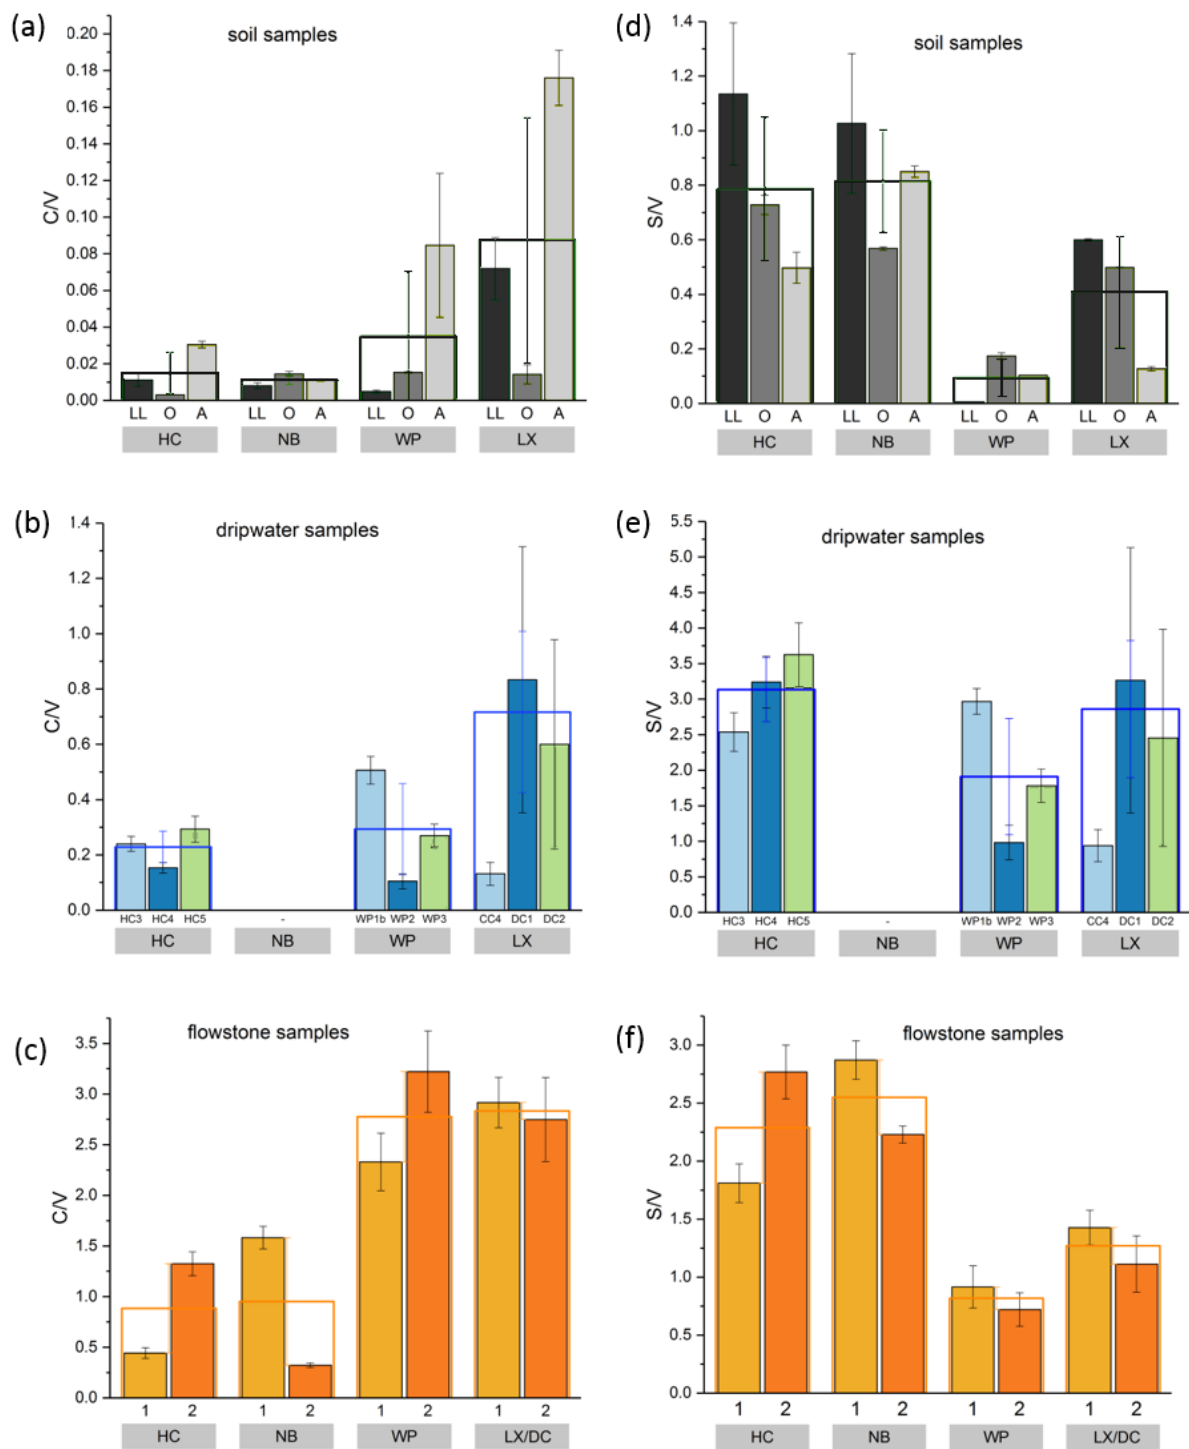 (a)
soil samples
C/V
0.20
0.18
0.16
0.14
0.12
0.10
0.08
0.06
0.04
0.02
0.00
LL O A LL O A LL O A LL O A
HC NB WP LX
(d)
soil samples
S/V
1.4
1.2
1.0
0.8
0.6
0.4
0.2
0.0
LL O A LL O A LL O A LL O A
HC NB WP LX
(b)
dripwater samples
C/V
1.4
1.2
1.0
0.8
0.6
0.4
0.2
0.0
HC3 HC4 HC5 - WP1b WP2 WP3 CC4 DC1 DC2
HC NB WP LX
(e)
dripwater samples
S/V
5.5
5.0
4.5
4.0
3.5
3.0
2.5
2.0
1.5
1.0
0.5
0.0
HC3 HC4 HC5 - WP1b WP2 WP3 CC4 DC1 DC2
HC NB WP LX
(c)
flowstone samples
C/V
3.5
3.0
2.5
2.0
1.5
1.0
0.5
0.0
1 2 1 2 1 2 1 2
HC NB WP LX/DC
(f)
flowstone samples
S/V
3.0
2.5
2.0
1.5
1.0
0.5
0.0
1 2 1 2 1 2 1 2
HC NB WP LX/DC